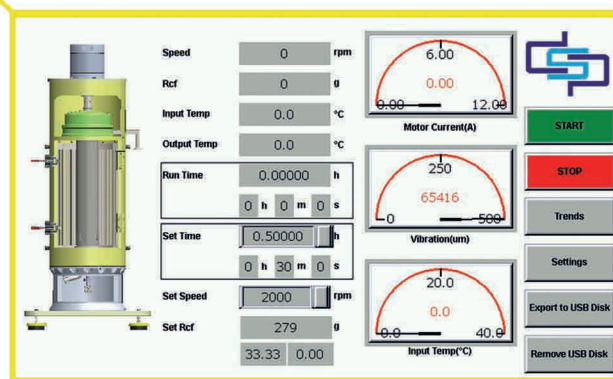 Speed 0 rpm
Rcf 0 g
Input Temp 0.0 °C
Output Temp 0.0 °C
Run Time 0.00000 h
0 h 0 m 0 s
Set Time 0.50000 h
0 h 30 m 0 s
Set Speed 2000 rpm
Set Rcf 279 g
33.33 0.00
6.00
0.00
0.00 12.00
Motor Current(A)
250
65416
0 500
Vibration(um)
20.0
0.0
0.0 40.0
Input Temp(°C)
dsp
START
STOP
Trends
Settings
Export to USB Disk
Remove USB Disk